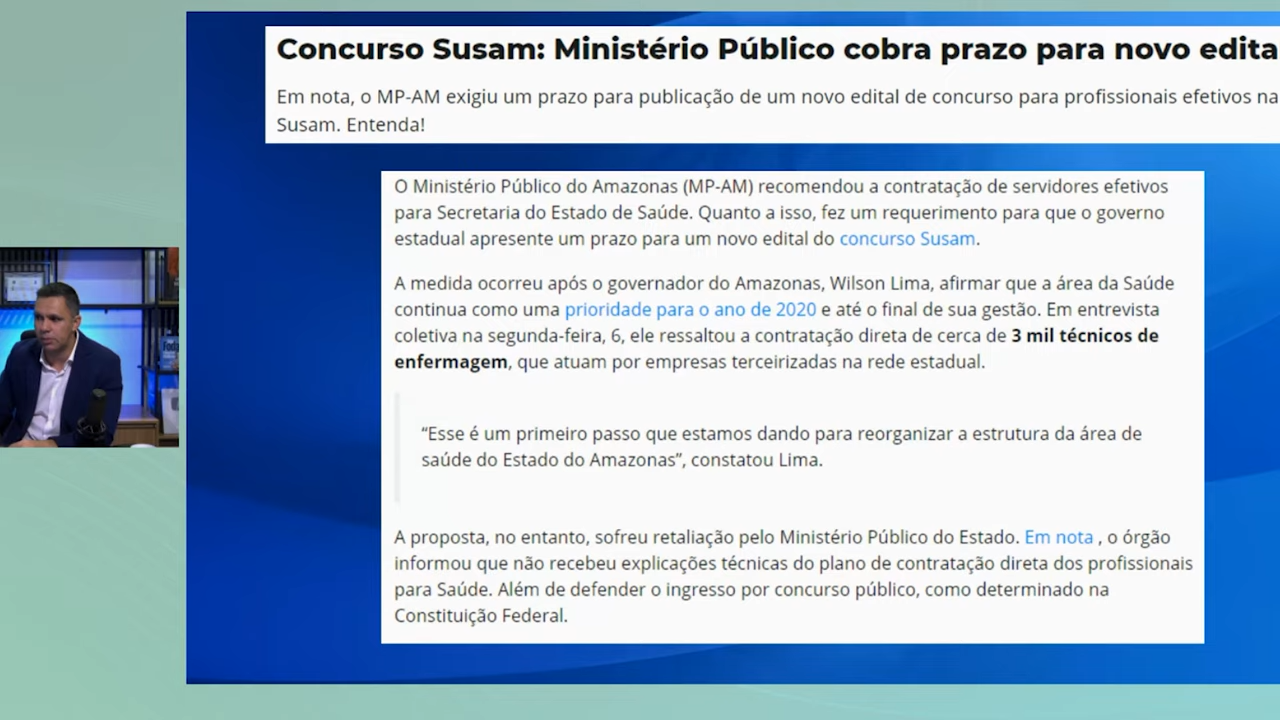 Concurso Susam: Ministério Público cobra prazo para novo edita
Em nota, o MP-AM exigiu um prazo para publicação de um novo edital de concurso para profissionais efetivos na
Susam. Entenda!
O Ministério Público do Amazonas (MP-AM) recomendou a contratação de servidores efetivos
para Secretaria do Estado de Saúde. Quanto a isso, fez um requerimento para que o governo
estadual apresente um prazo para um novo edital do concurso Susam.
A medida ocorreu após o governador do Amazonas, Wilson Lima, afirmar que a área da Saúde
continua como uma prioridade para o ano de 2020 e até o final de sua gestão. Em entrevista
coletiva na segunda-feira, 6, ele ressaltou a contratação direta de cerca de 3 mil técnicos de
enfermagem, que atuam por empresas terceirizadas na rede estadual.
“Esse é um primeiro passo que estamos dando para reorganizar a estrutura da área de
saúde do Estado do Amazonas”, constatou Lima.
A proposta, no entanto, sofreu retaliação pelo Ministério Público do Estado. Em nota , o órgão
informou que não recebeu explicações técnicas do plano de contratação direta dos profissionais
para Saúde. Além de defender o ingresso por concurso público, como determinado na
Constituição Federal.